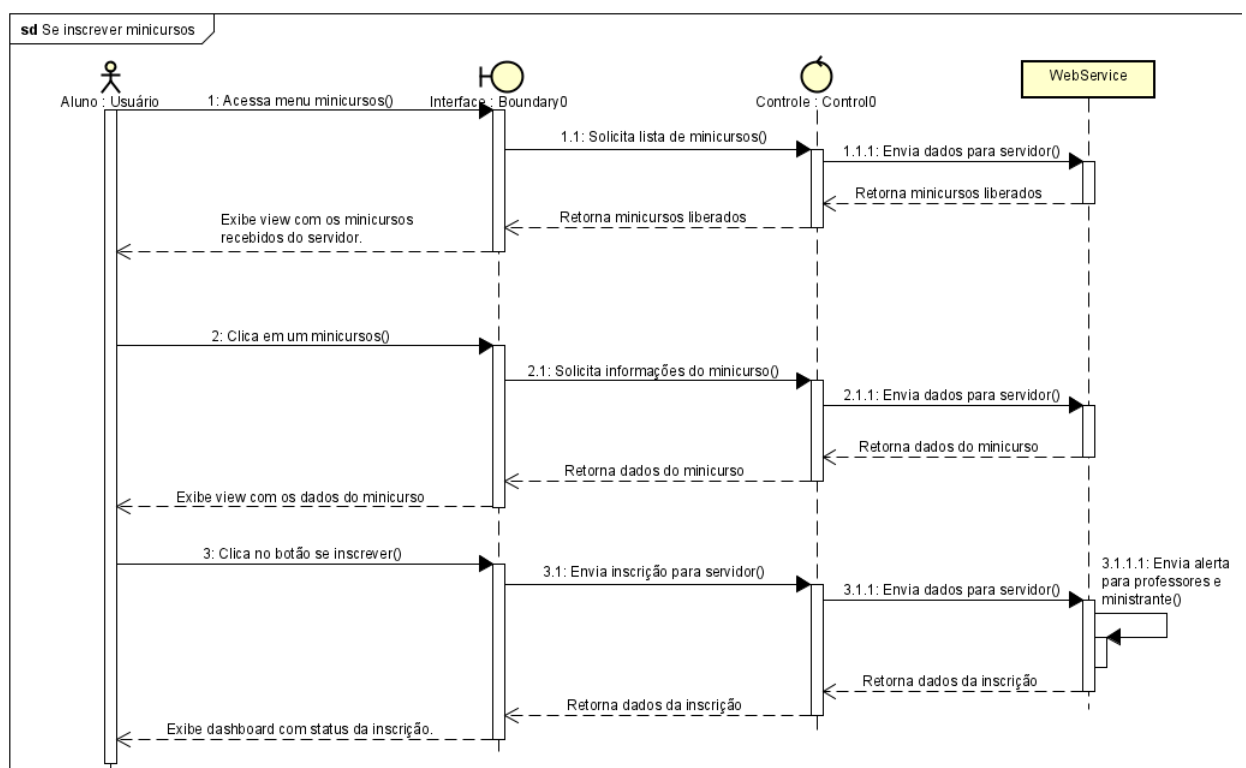 sd Se inscrever minicursos
Aluno : Usuário
Interface : Boundary0
Controle : Control0
WebService
1: Acessa menu minicursos()
1.1: Solicita lista de minicursos()
1.1.1: Envia dados para servidor()
Retorna minicursos liberados
Retorna minicursos liberados
Exibe view com os minicursos
recebidos do servidor.
2: Clica em um minicursos()
2.1: Solicita informações do minicurso()
2.1.1: Envia dados para servidor()
Retorna dados do minicurso
Retorna dados do minicurso
Exibe view com os dados do minicurso
3: Clica no botão se inscrever()
3.1: Envia inscrição para servidor()
3.1.1: Envia dados para servidor()
3.1.1.1: Envia alerta
para professores e
ministrante()
Retorna dados da inscrição
Retorna dados da inscrição
Exibe dashboard com status da inscrição.